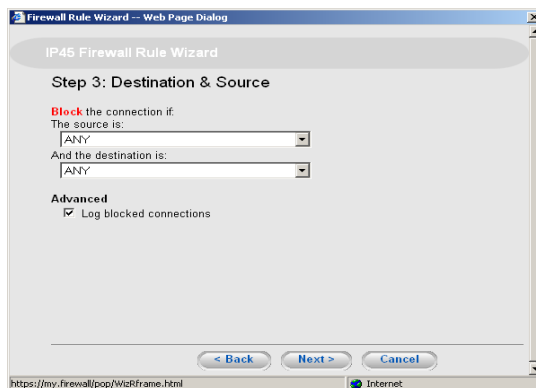 Firewall Rule Wizard -- Web Page Dialog
IP45 Firewall Rule Wizard
Step 3: Destination & Source
Block the connection if:
The source is:
ANY
And the destination is:
ANY
Advanced
Log blocked connections
< Back Next > Cancel
https://my.firewall/pop/WizRframe.html Internet